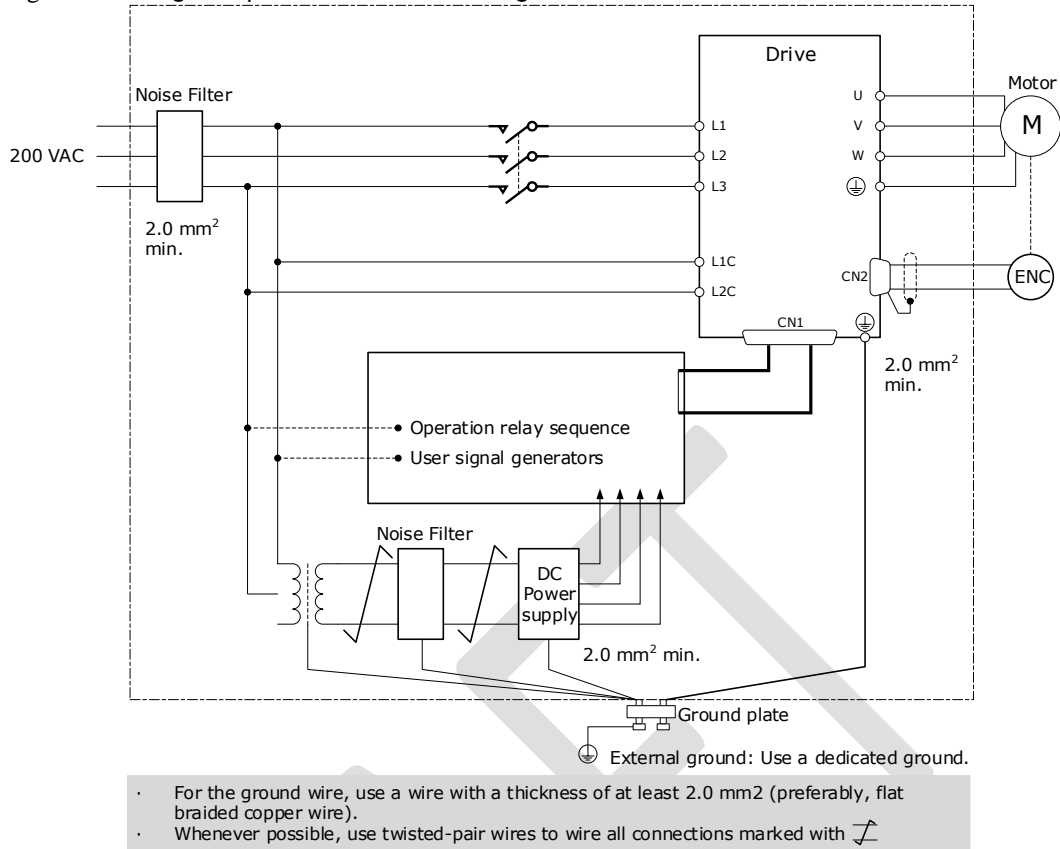 Drive
Noise Filter
Motor
U
L1
V
M
200 VAC
L2
W
L3
2.0 mm²
min.
L1C
CN2
ENC
L2C
CN1
2.0 mm²
min.
Operation relay sequence
User signal generators
Noise Filter
DC
Power
supply
2.0 mm² min.
Ground plate
External ground: Use a dedicated ground.
· For the ground wire, use a wire with a thickness of at least 2.0 mm2 (preferably, flat
braided copper wire).
· Whenever possible, use twisted-pair wires to wire all connections marked with